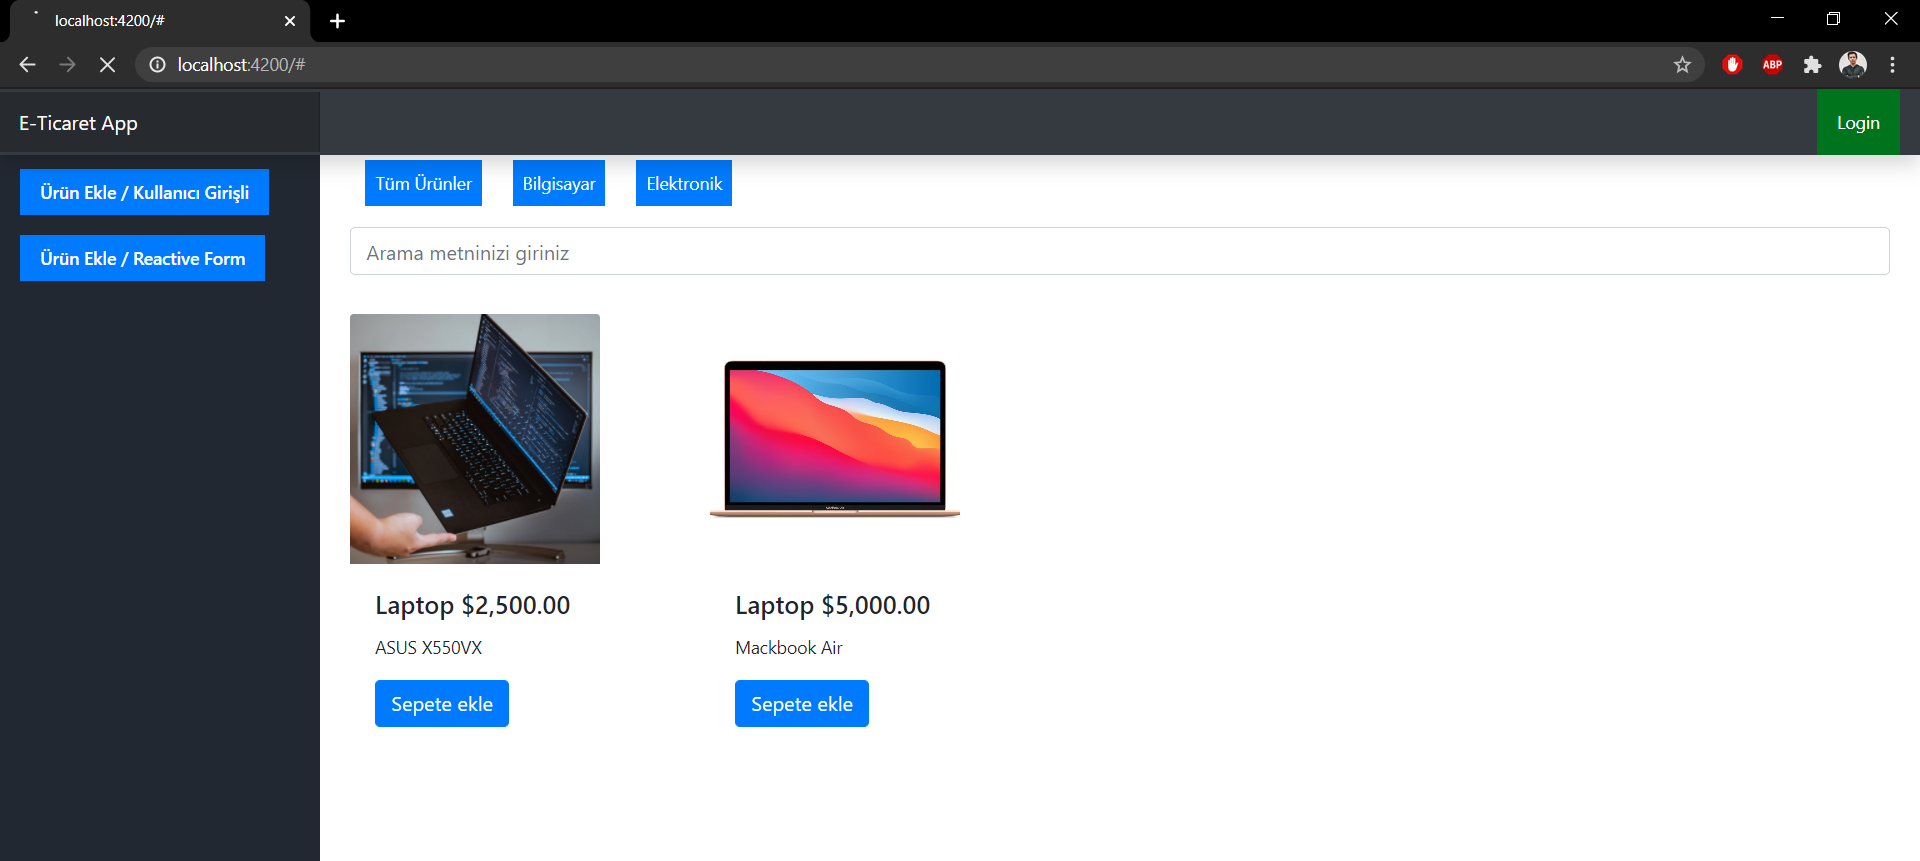 localhost:4200/#
localhost:4200/#
ABP
E-Ticaret App
Login
Ürün Ekle / Kullanıcı Girişli
Ürün Ekle / Reactive Form
Tüm Ürünler
Bilgisayar
Elektronik
Arama metninizi giriniz
Laptop $2,500.00
ASUS X550VX
Sepete ekle
Laptop $5,000.00
Mackbook Air
Sepete ekle